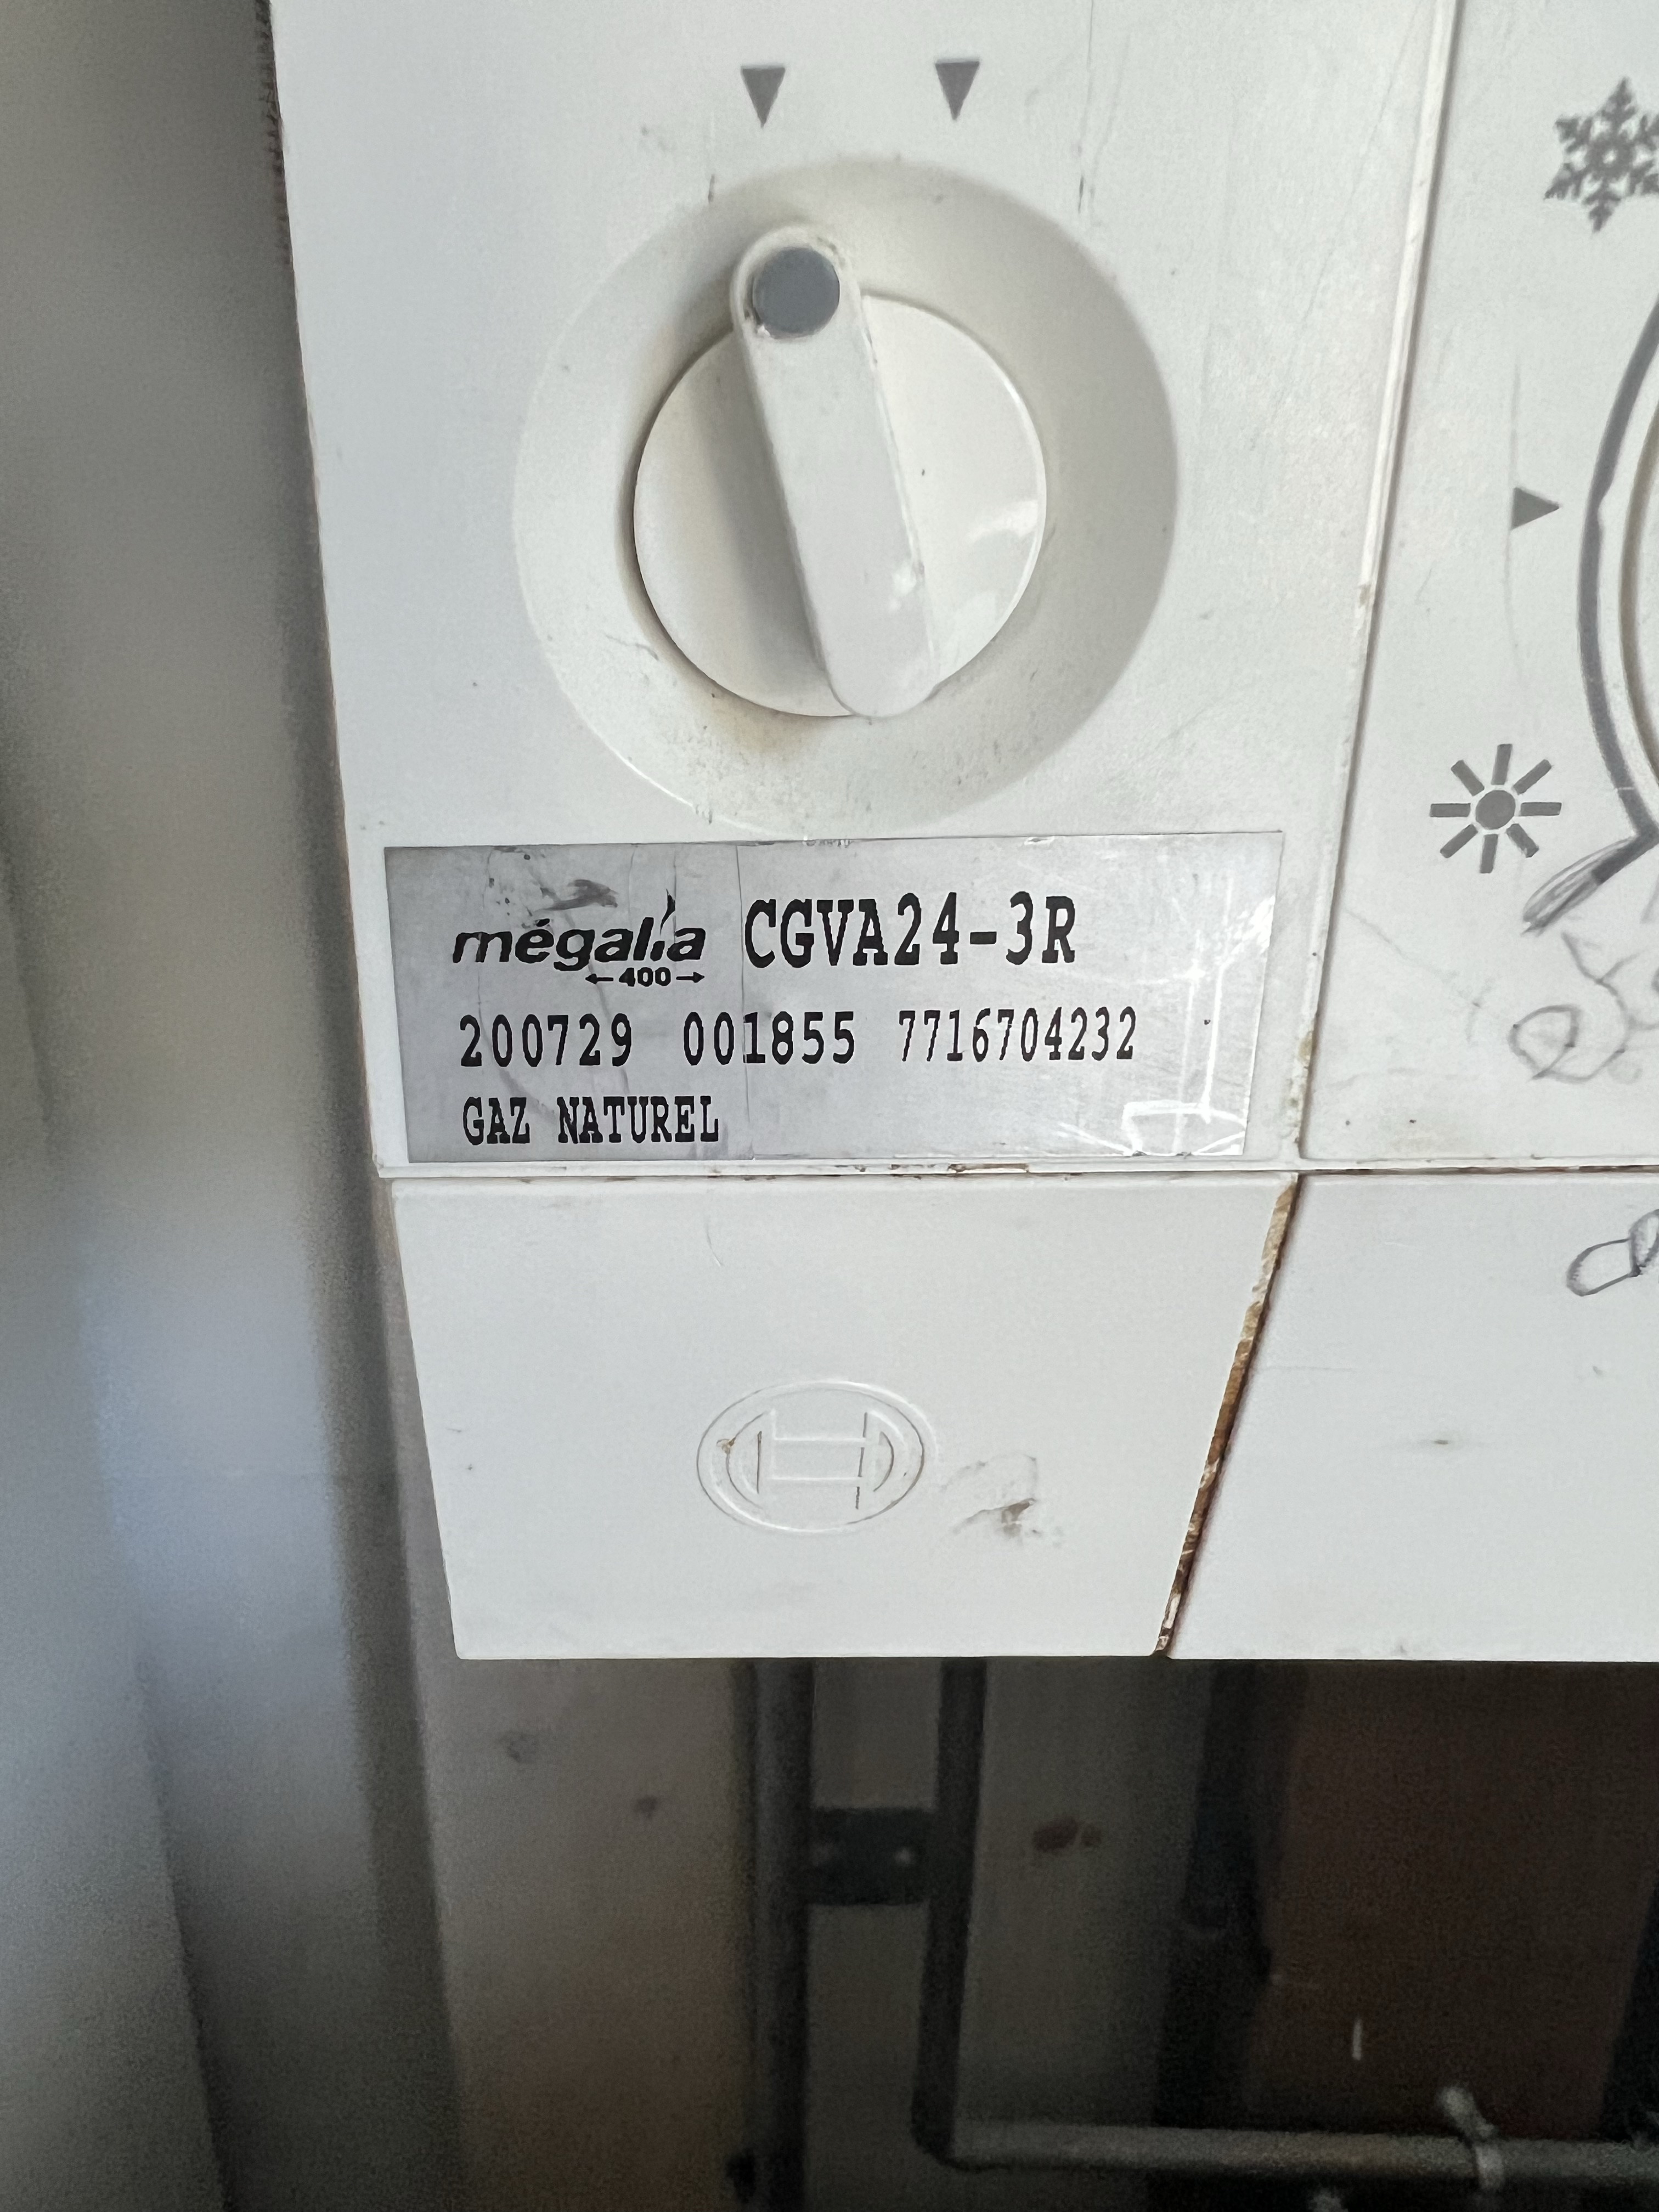 mégalia CGVA24-3R
←400→
200729 001855 7716704232
GAZ NATUREL